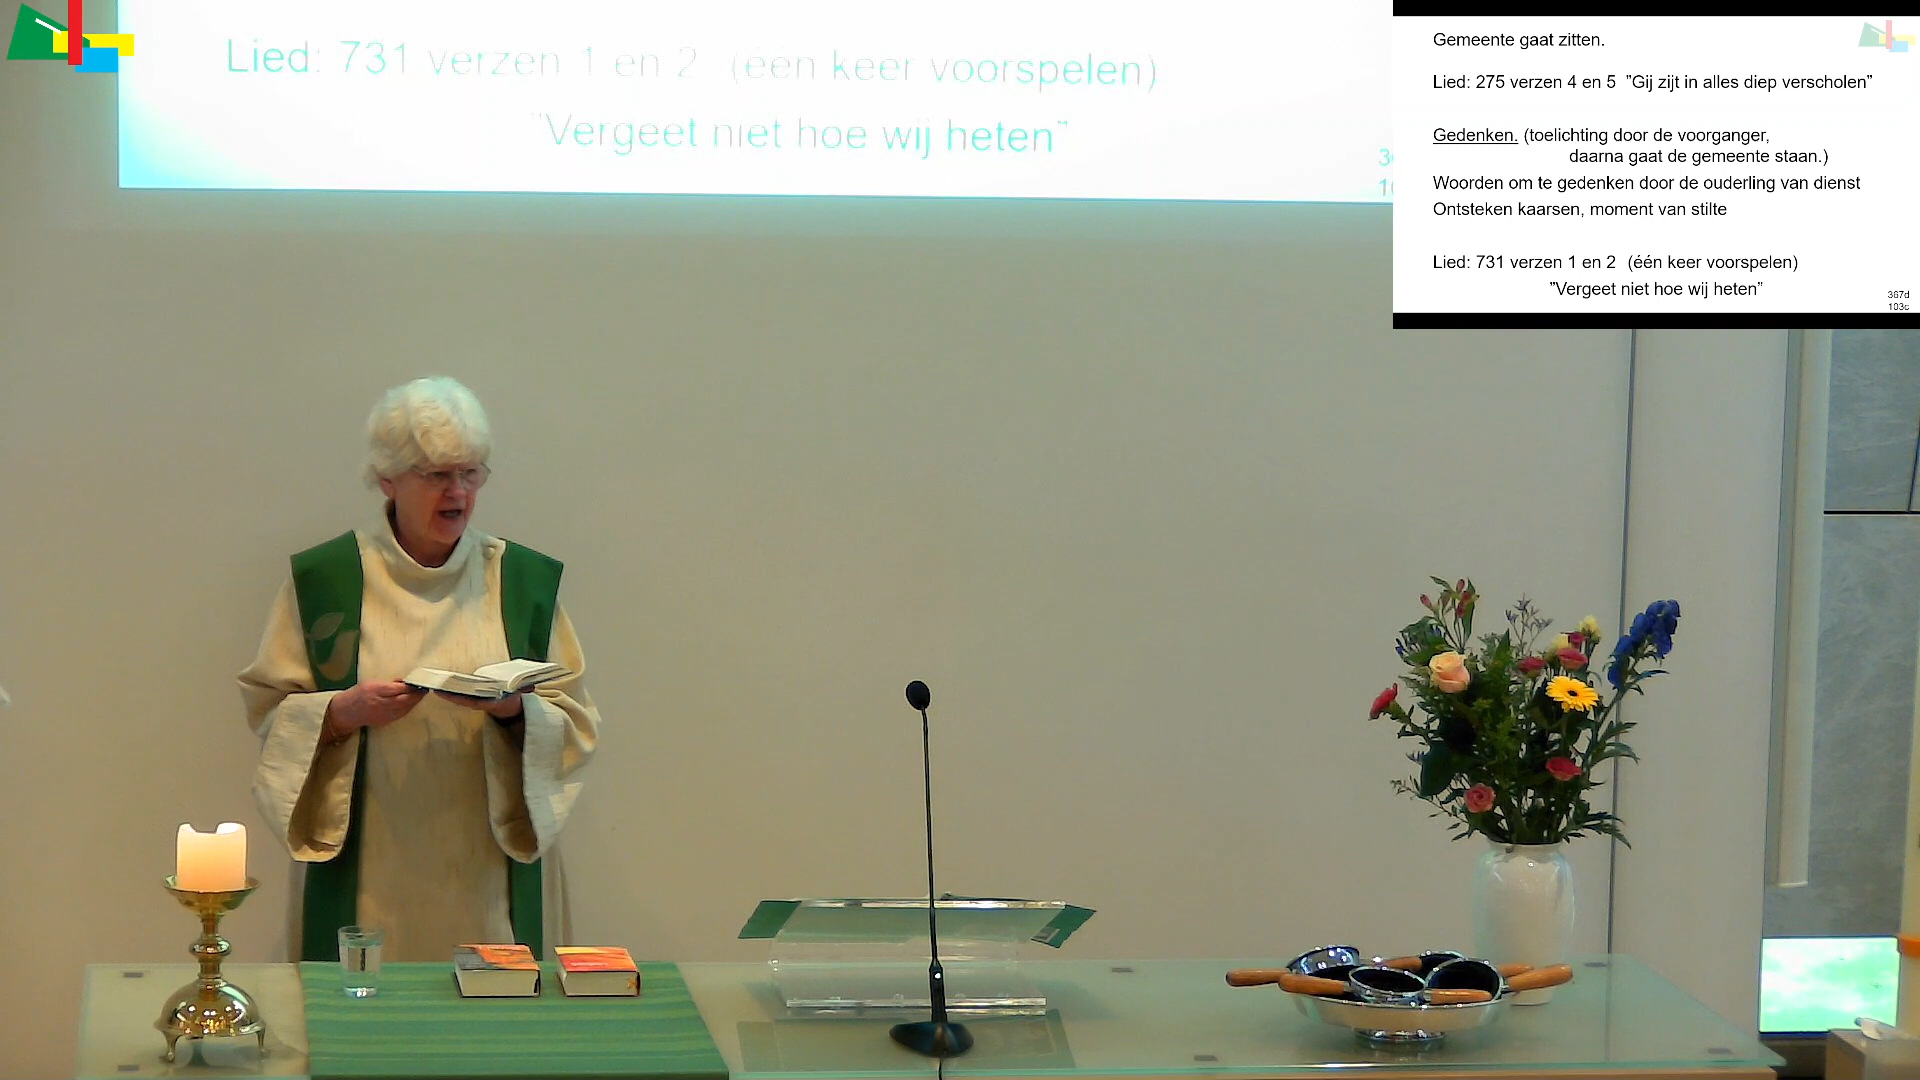 Lied: 731 verzen 1 en 2 (één keer voorspelen)
"Vergeet niet hoe wij heten"
Gemeente gaat zitten.
Lied: 275 verzen 4 en 5 ”Gij zijt in alles diep verscholen”
Gedenken. (toelichting door de voorganger,
daarna gaat de gemeente staan.)
Woorden om te gedenken door de ouderling van dienst
Ontsteken kaarsen, moment van stilte
Lied: 731 verzen 1 en 2 (één keer voorspelen)
”Vergeet niet hoe wij heten”
367d
103c